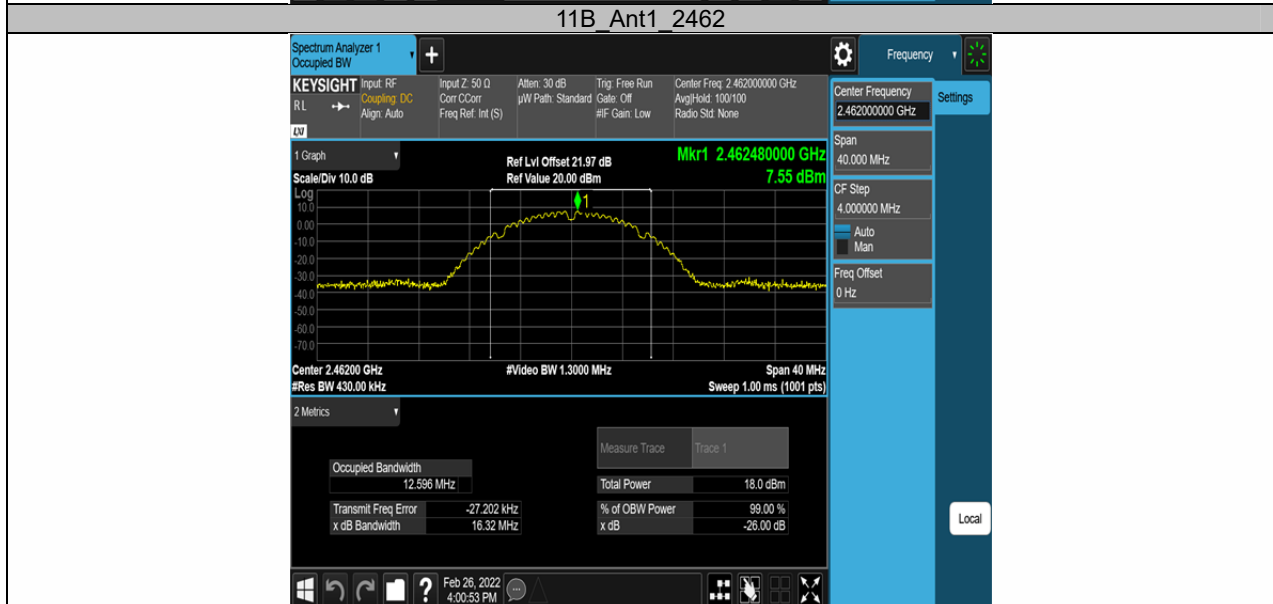 11B_Ant1_2462
Spectrum Analyzer 1
Occupied BW
+
Frequency
KEYSIGHT
RL
LXI
Input: RF
Coupling: DC
Align: Auto
Input Z: 50 Ω
Corr CCorr
Freq Ref: Int (S)
Atten: 30 dB
µW Path: Standard
Trig: Free Run
Gate: Off
#IF Gain: Low
Center Freq: 2.462000000 GHz
Avg|Hold: 100/100
Radio Std: None
Center Frequency
2.462000000 GHz
Settings
Span
40.000 MHz
CF Step
4.000000 MHz
Auto
Man
Freq Offset
0 Hz
1 Graph
Scale/Div 10.0 dB
Ref Lvl Offset 21.97 dB
Ref Value 20.00 dBm
Mkr1 2.462480000 GHz
7.55 dBm
Log
10.0
0.00
-10.0
-20.0
-30.0
-40.0
-50.0
-60.0
-70.0
1
Center 2.46200 GHz
#Res BW 430.00 kHz
#Video BW 1.3000 MHz
Span 40 MHz
Sweep 1.00 ms (1001 pts)
2 Metrics
Measure Trace Trace 1
Occupied Bandwidth
12.596 MHz
Total Power 18.0 dBm
Transmit Freq Error -27.202 kHz
% of OBW Power 99.00 %
x dB Bandwidth 16.32 MHz
x dB -26.00 dB
Local
?
Feb 26, 2022
4:00:53 PM